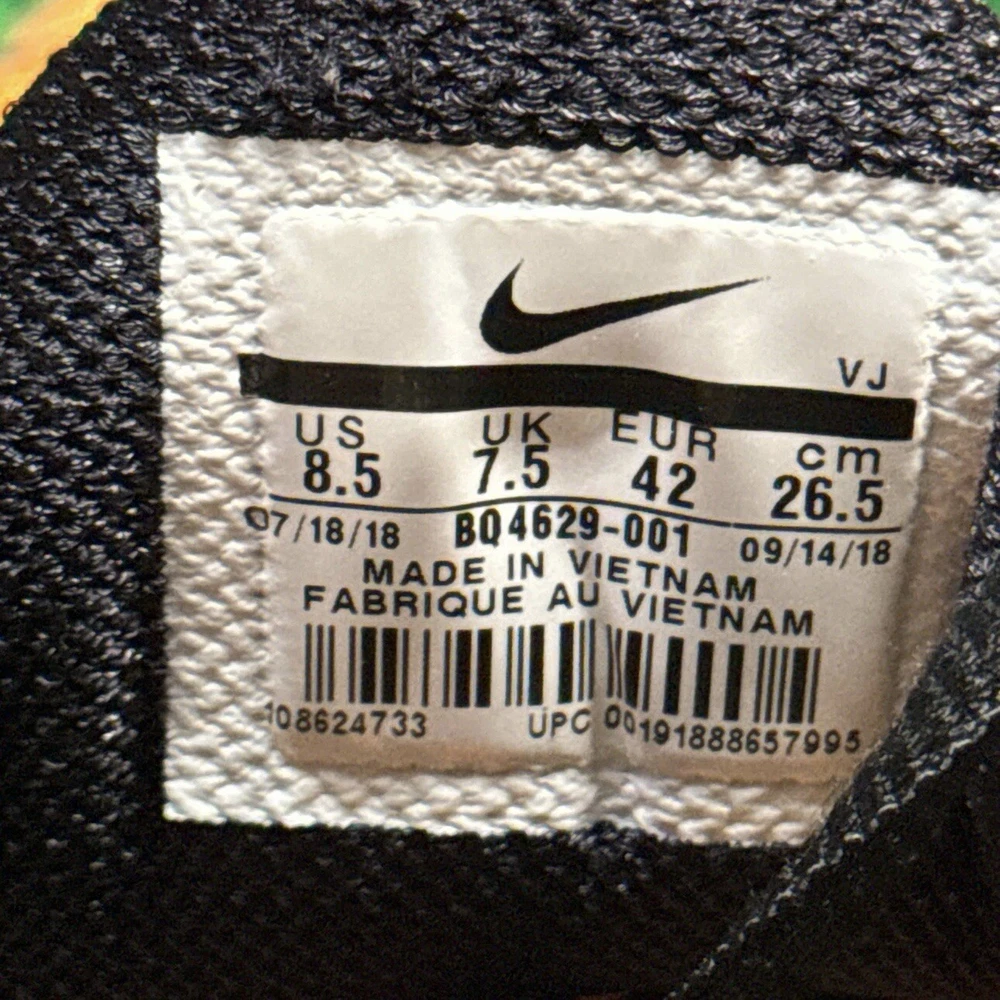 VJ
US UK EUR cm
8.5 7.5 42 26.5
07/18/18 BQ4629-001 09/14/18
MADE IN VIETNAM
FABRIQUE AU VIETNAM
108624733 UPC 00191888657995